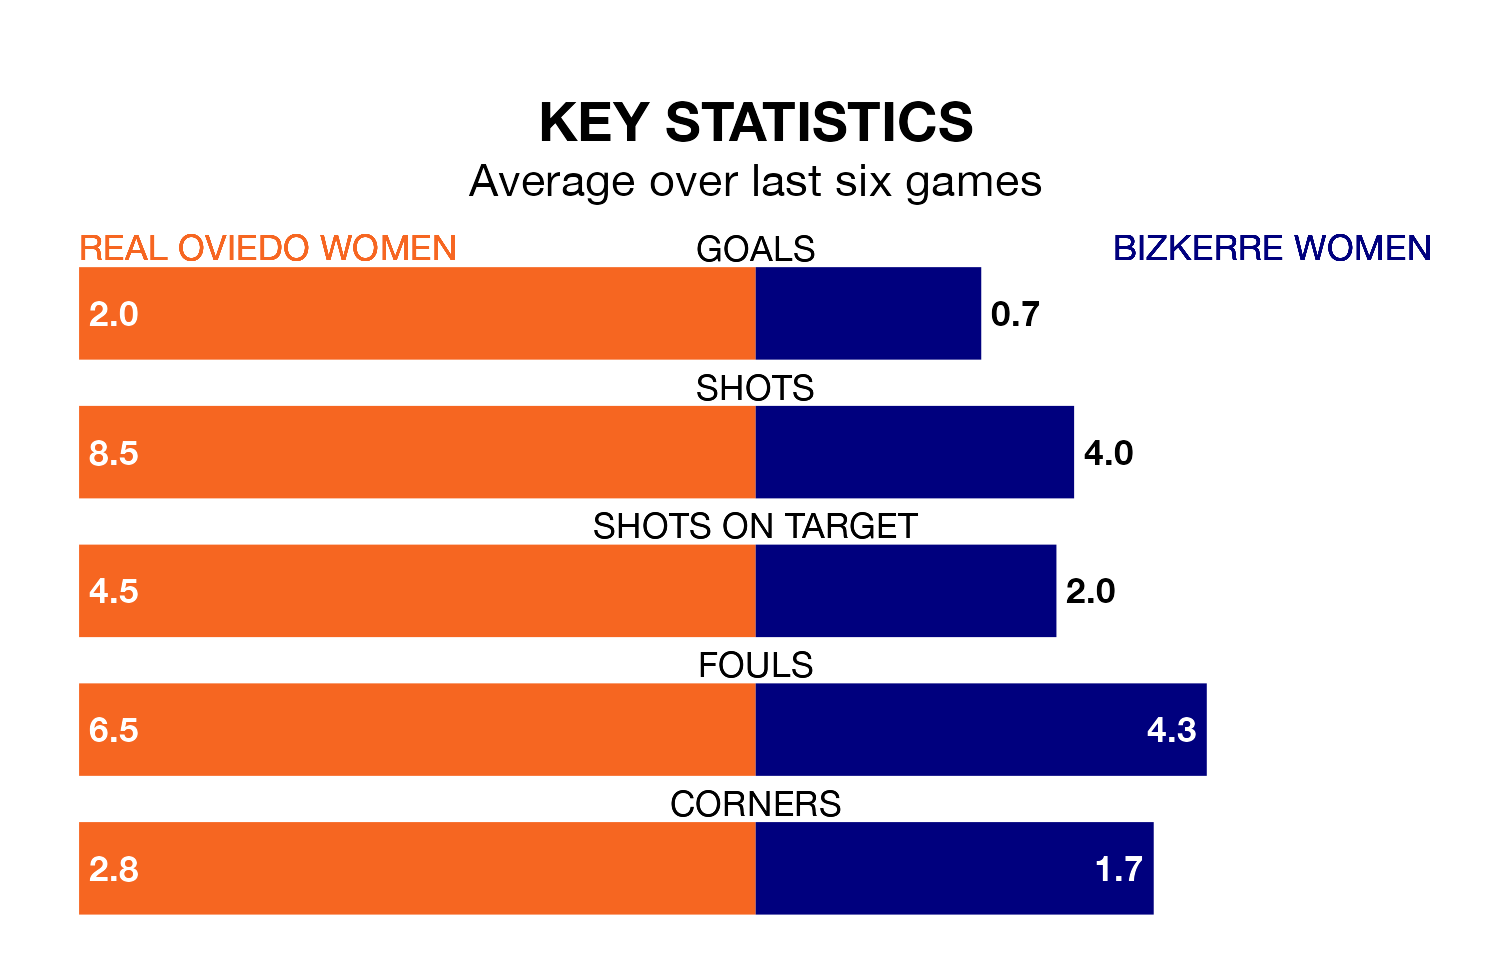 KEY STATISTICS
Average over last six games
REAL OVIEDO WOMEN GOALS BIZKERRE WOMEN
2.0 0.7
SHOTS
8.5 4.0
SHOTS ON TARGET
4.5 2.0
FOULS
6.5 4.3
CORNERS
2.8 1.7